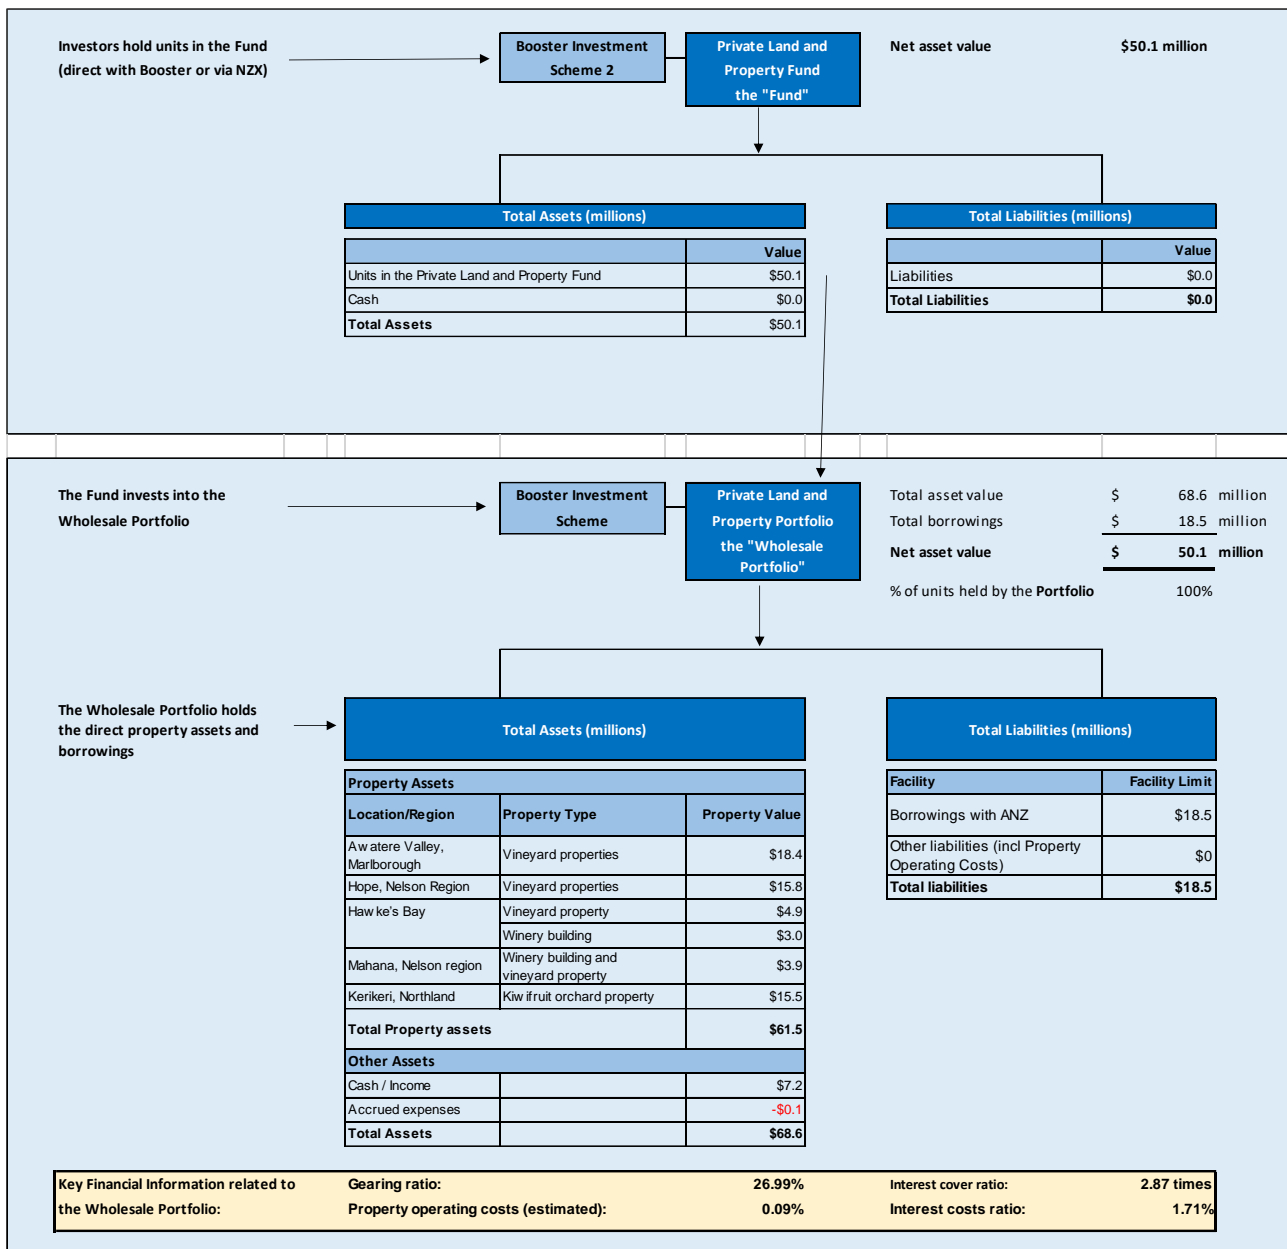 Investors hold units in the Fund
(direct with Booster or via NZX)
Booster Investment
Scheme 2
Private Land and
Property Fund
the "Fund"
Net asset value $50.1 million
Total Assets (millions)
Value
Units in the Private Land and Property Fund $50.1
Cash $0.0
Total Assets $50.1
Total Liabilities (millions)
Value
Liabilities $0.0
Total Liabilities $0.0
The Fund invests into the
Wholesale Portfolio
Booster Investment
Scheme
Private Land and
Property Portfolio
the "Wholesale
Portfolio"
Total asset value $ 68.6 million
Total borrowings $ 18.5 million
Net asset value $ 50.1 million
% of units held by the Portfolio 100%
The Wholesale Portfolio holds
the direct property assets and
borrowings
Total Assets (millions)
Property Assets
Location/Region Property Type Property Value
Awatere Valley,
Marlborough Vineyard properties $18.4
Hope, Nelson Region Vineyard properties $15.8
Hawke's Bay Vineyard property $4.9
Winery building $3.0
Mahana, Nelson region Winery building and
vineyard property $3.9
Kerikeri, Northland Kiwifruit orchard property $15.5
Total Property assets $61.5
Other Assets
Cash / Income $7.2
Accrued expenses -$0.1
Total Assets $68.6
Total Liabilities (millions)
Facility Facility Limit
Borrowings with ANZ $18.5
Other liabilities (incl Property
Operating Costs) $0
Total liabilities $18.5
Key Financial Information related to
the Wholesale Portfolio:
Gearing ratio: 26.99%
Property operating costs (estimated): 0.09%
Interest cover ratio: 2.87 times
Interest costs ratio: 1.71%